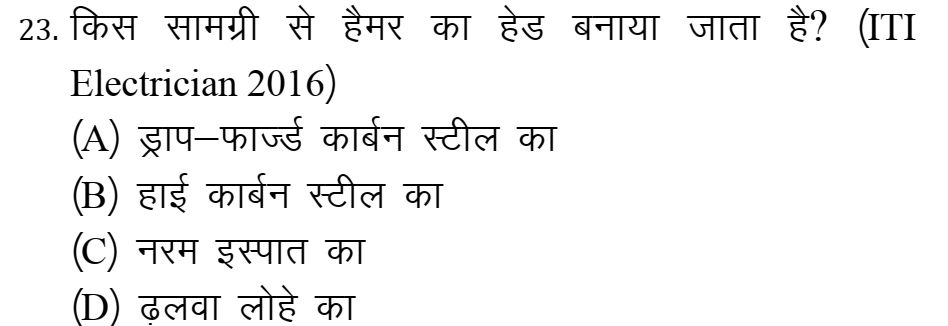 23. किस सामग्री से हैमर का हेड बनाया जाता है? (ITI
Electrician 2016)
(A) ड्राप–फार्ज्ड कार्बन स्टील का
(B) हाई कार्बन स्टील का
(C) नरम इस्पात का
(D) ढ़लवा लोहे का